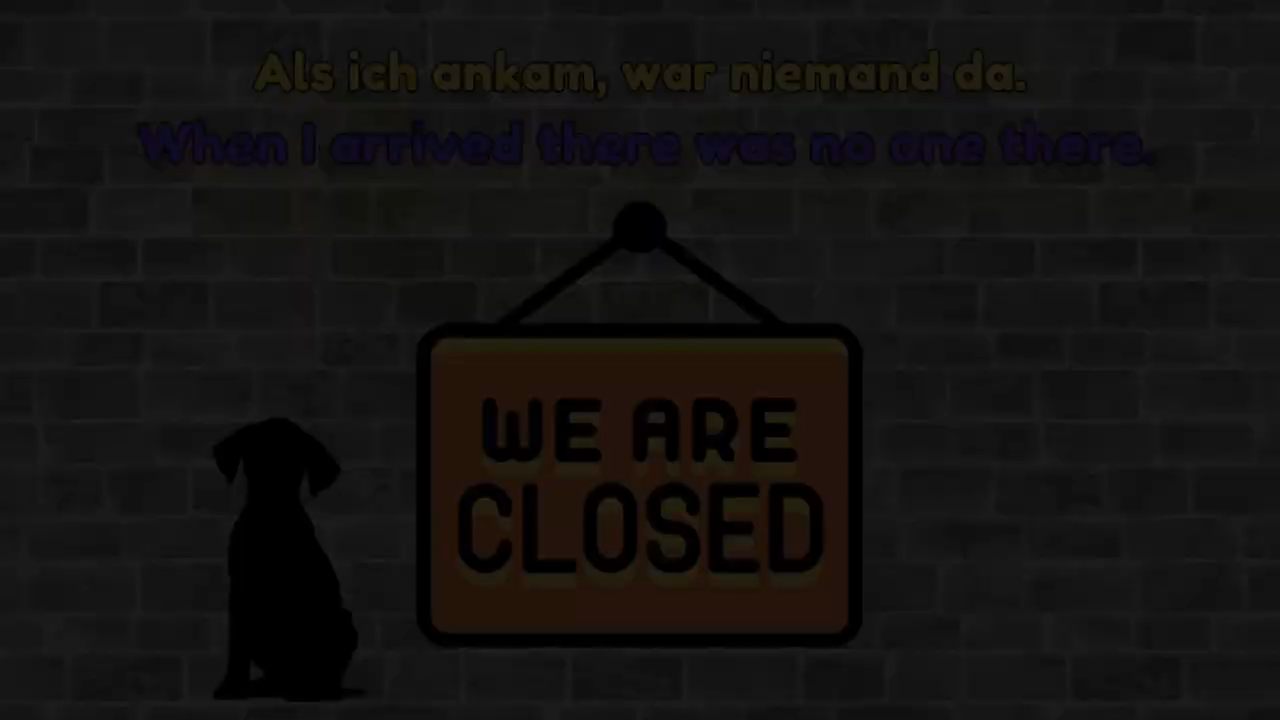 Als ich ankam, war niemand da.
When I arrived there was no one there.
WE ARE
CLOSED